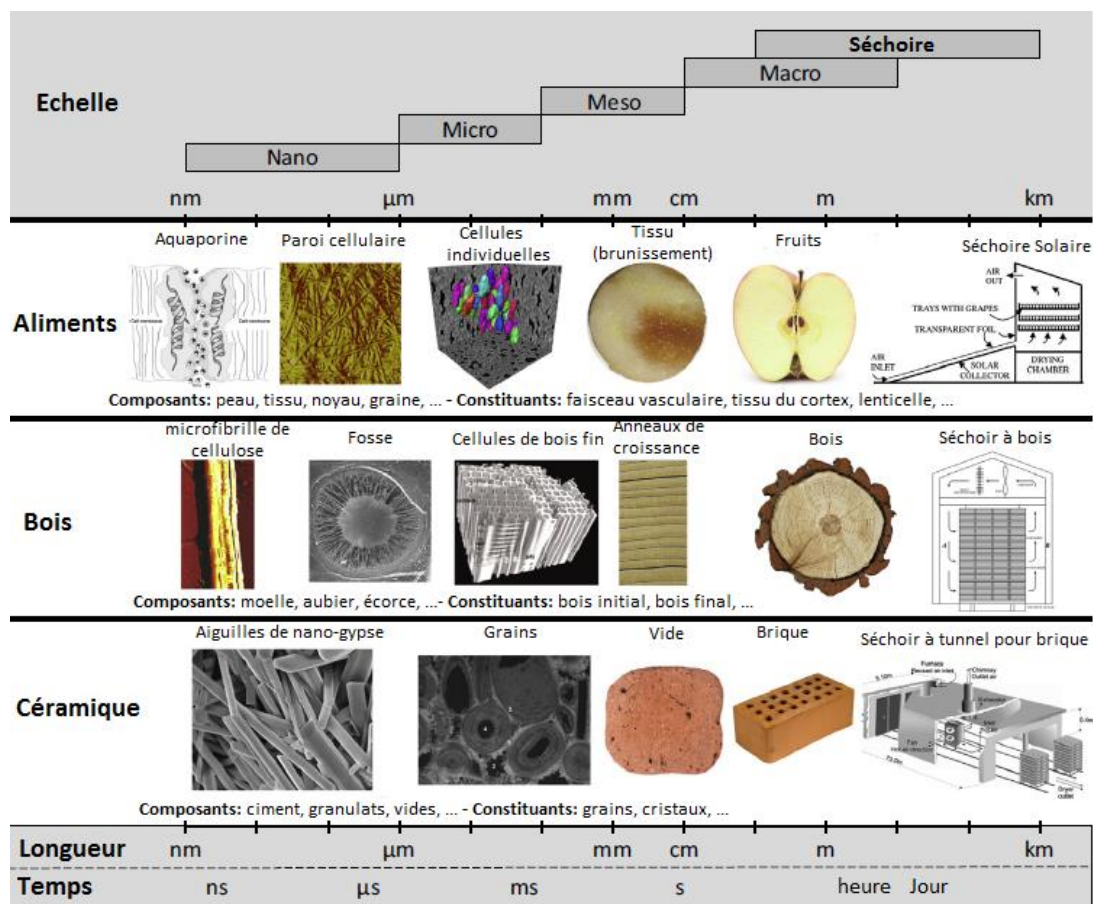 Séchoire
Macro
Meso
Micro
Nano
Echelle
nm μm mm cm m km
Aquaporine
Paroi cellulaire
Cellules
individuelles
Tissu
(brunissement)
Fruits
Séchoire Solaire
Aliments
AIR
OUT
TRAYS WITH GRAPES
TRANSPARENT FOIL
AIR
INLET
SOLAR
COLLECTOR
DRYING
CHAMBER
Composants: peau, tissu, noyau, graine, ... - Constituants: faisceau vasculaire, tissu du cortex, lenticelle, ...
microfibrille de
cellulose
Fosse
Cellules de bois fin
Anneaux de
croissance
Bois
Séchoir à bois
Bois
Composants: moelle, aubier, écorce, ...- Constituants: bois initial, bois final, ...
Aiguilles de nano-gypse
Grains
Vide
Brique
Séchoir à tunnel pour brique
Céramique
Composants: ciment, granulats, vides, ... - Constituants: grains, cristaux, ...
Longueur nm μm mm cm m km
Temps ns μs ms s heure Jour